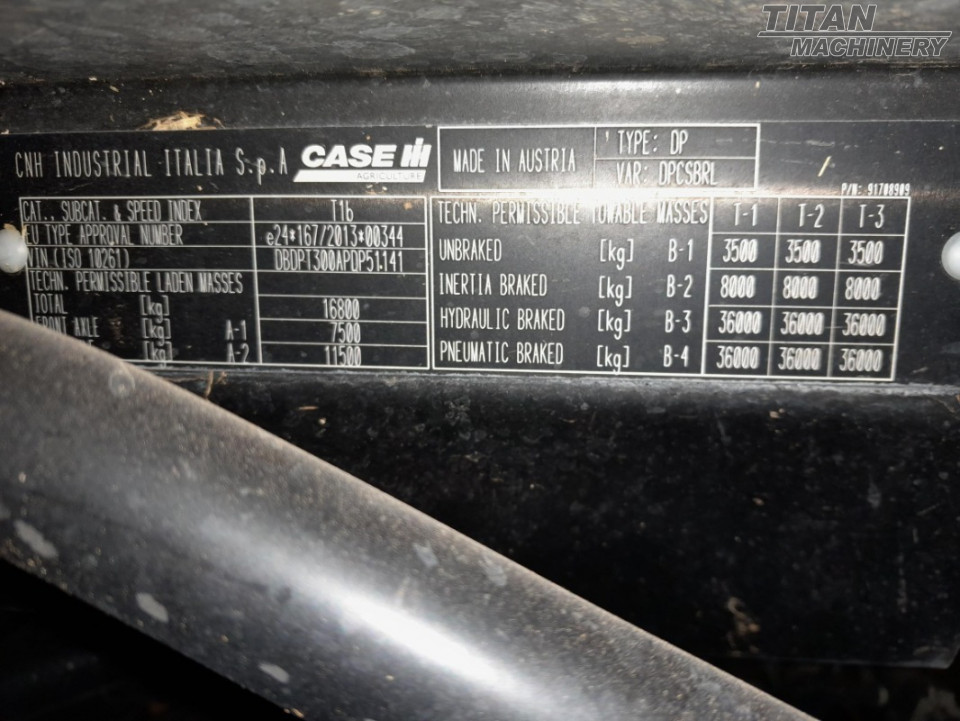 TITAN
MACHINERY
CNH INDUSTRIAL ITALIA S.p.A
CASE IH
AGRICULTURE
MADE IN AUSTRIA
TYPE: DP
VAR: DPCSBRL
P/N: 91708909
CAT., SUBCAT. & SPEED INDEX T1b
EU TYPE APPROVAL NUMBER e24*167/2013*00344
VIN (ISO 10261) DBDPT300APDP51141
TECHN. PERMISSIBLE LADEN MASSES
TOTAL [kg] 16800
FRONT AXLE [kg] A-1 7500
[kg] A-2 11500
TECHN. PERMISSIBLE TOWABLE MASSES T-1 T-2 T-3
UNBRAKED [kg] B-1 3500 3500 3500
INERTIA BRAKED [kg] B-2 8000 8000 8000
HYDRAULIC BRAKED [kg] B-3 36000 36000 36000
PNEUMATIC BRAKED [kg] B-4 36000 36000 36000